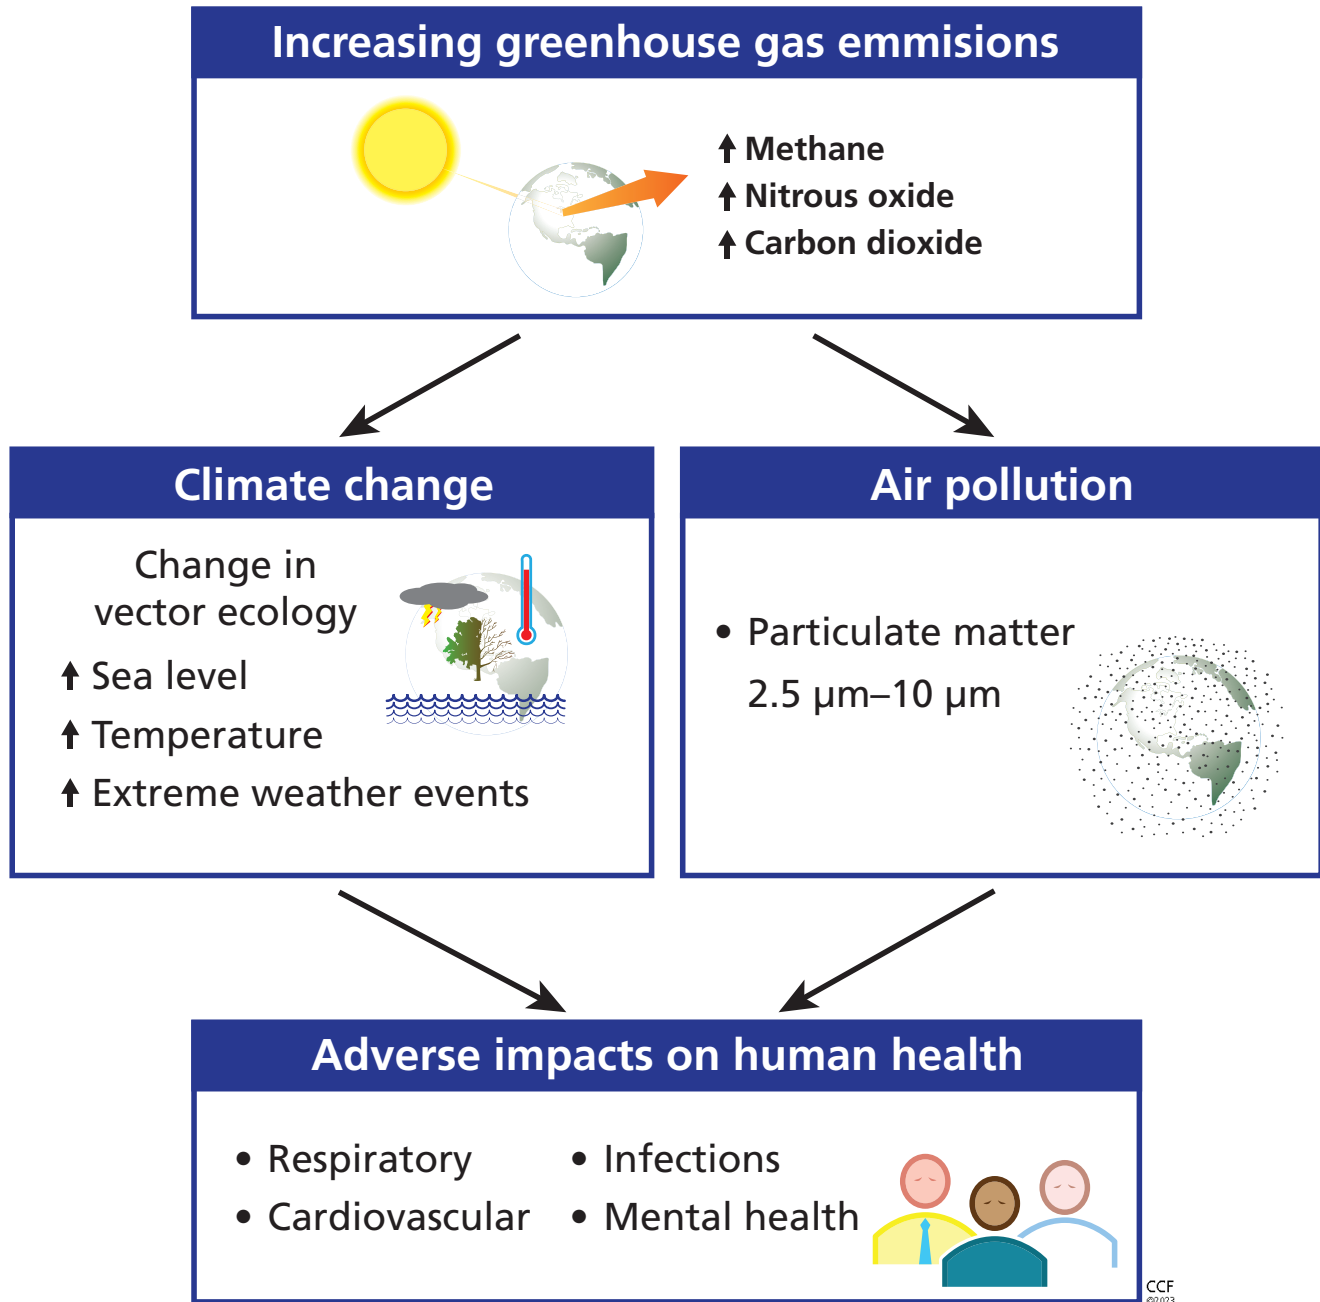 Increasing greenhouse gas emmisions
↑ Methane
↑ Nitrous oxide
↑ Carbon dioxide
Climate change
Change in
vector ecology
↑ Sea level
↑ Temperature
↑ Extreme weather events
Air pollution
• Particulate matter
2.5 µm–10 µm
Adverse impacts on human health
• Respiratory
• Cardiovascular
• Infections
• Mental health
CCF
©2023